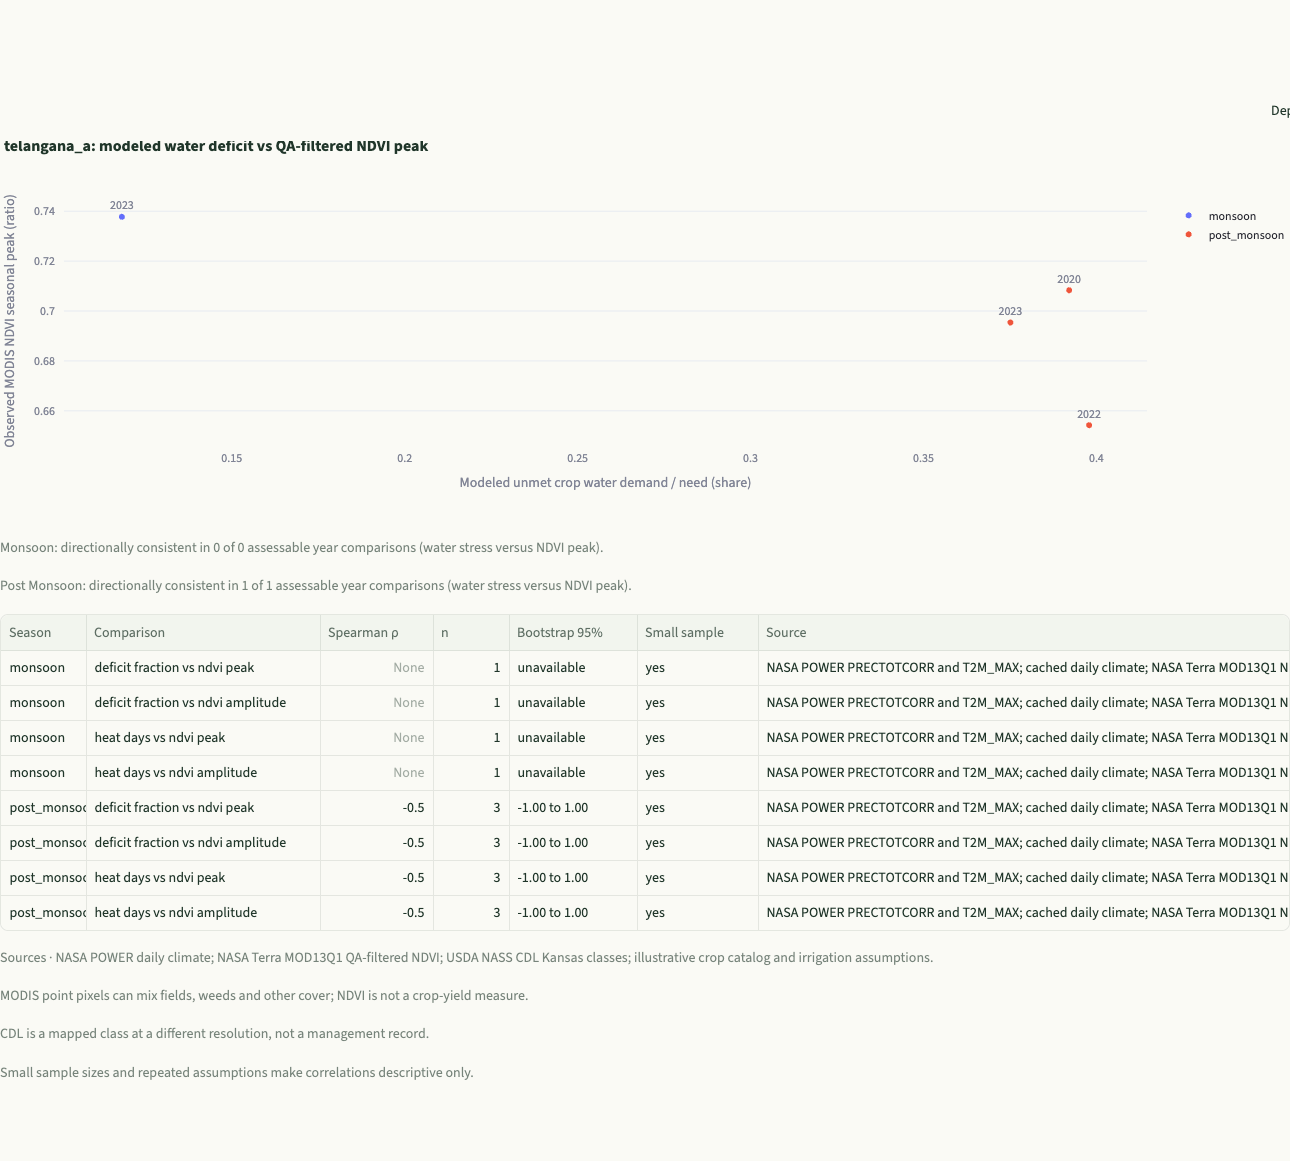 Dep
telangana_a: modeled water deficit vs QA-filtered NDVI peak
Observed MODIS NDVI seasonal peak (ratio)
0.74
0.72
0.7
0.68
0.66
2023
2020
2023
2022
monsoon
post_monsoon
0.15 0.2 0.25 0.3 0.35 0.4
Modeled unmet crop water demand / need (share)
Monsoon: directionally consistent in 0 of 0 assessable year comparisons (water stress versus NDVI peak).
Post Monsoon: directionally consistent in 1 of 1 assessable year comparisons (water stress versus NDVI peak).
Season Comparison Spearman ρ n Bootstrap 95% Small sample Source
monsoon deficit fraction vs ndvi peak None 1 unavailable yes NASA POWER PRECTOTCORR and T2M_MAX; cached daily climate; NASA Terra MOD13Q1 N
monsoon deficit fraction vs ndvi amplitude None 1 unavailable yes NASA POWER PRECTOTCORR and T2M_MAX; cached daily climate; NASA Terra MOD13Q1 N
monsoon heat days vs ndvi peak None 1 unavailable yes NASA POWER PRECTOTCORR and T2M_MAX; cached daily climate; NASA Terra MOD13Q1 N
monsoon heat days vs ndvi amplitude None 1 unavailable yes NASA POWER PRECTOTCORR and T2M_MAX; cached daily climate; NASA Terra MOD13Q1 N
post_monsoo deficit fraction vs ndvi peak -0.5 3 -1.00 to 1.00 yes NASA POWER PRECTOTCORR and T2M_MAX; cached daily climate; NASA Terra MOD13Q1 N
post_monsoo deficit fraction vs ndvi amplitude -0.5 3 -1.00 to 1.00 yes NASA POWER PRECTOTCORR and T2M_MAX; cached daily climate; NASA Terra MOD13Q1 N
post_monsoo heat days vs ndvi peak -0.5 3 -1.00 to 1.00 yes NASA POWER PRECTOTCORR and T2M_MAX; cached daily climate; NASA Terra MOD13Q1 N
post_monsoo heat days vs ndvi amplitude -0.5 3 -1.00 to 1.00 yes NASA POWER PRECTOTCORR and T2M_MAX; cached daily climate; NASA Terra MOD13Q1 N
Sources · NASA POWER daily climate; NASA Terra MOD13Q1 QA-filtered NDVI; USDA NASS CDL Kansas classes; illustrative crop catalog and irrigation assumptions.
MODIS point pixels can mix fields, weeds and other cover; NDVI is not a crop-yield measure.
CDL is a mapped class at a different resolution, not a management record.
Small sample sizes and repeated assumptions make correlations descriptive only.